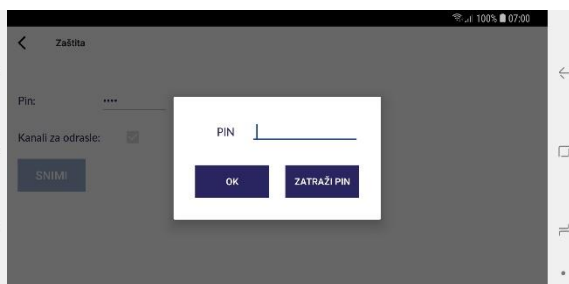 100% 07:00
Zaštita
Pin: ••••
Kanali za odrasle:
SNIMI
PIN
OK ZATRAŽI PIN